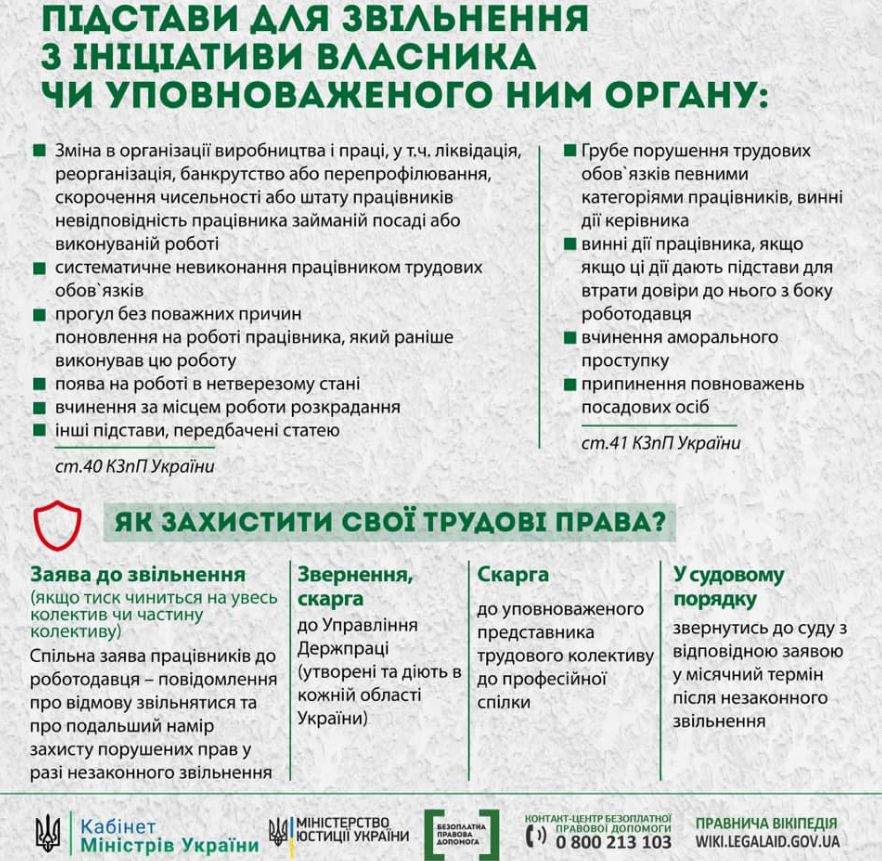 ПІДСТАВИ ДЛЯ ЗВІЛЬНЕННЯ
З ІНІЦІАТИВИ ВЛАСНИКА
ЧИ УПОВНОВАЖЕНОГО НИМ ОРГАНУ:
Зміна в організації виробництва і праці, у т.ч. ліквідація,
реорганізація, банкрутство або перепрофілювання,
скорочення чисельності або штату працівників
невідповідність працівника займаній посаді або
виконуваній роботі
систематичне невиконання працівником трудових
обов`язків
прогул без поважних причин
поновлення на роботі працівника, який раніше
виконував цю роботу
поява на роботі в нетверезому стані
вчинення за місцем роботи розкрадання
інші підстави, передбачені статею
ст.40 КЗпП України
Грубе порушення трудових
обов`язків певними
категоріями працівників, винні
дії керівника
винні дії працівника, якщо
якщо ці дії дають підстави для
втрати довіри до нього з боку
роботодавця
вчинення аморального
проступку
припинення повноважень
посадових осіб
ст.41 КЗпП України
ЯК ЗАХИСТИТИ СВОЇ ТРУДОВІ ПРАВА?
Заява до звільнення
(якщо тиск чиниться на увесь
колектив чи частину
колективу)
Спільна заява працівників до
роботодавця – повідомлення
про відмову звільнятися та
про подальший намір
захисту порушених прав у
разі незаконного звільнення
Звернення,
скарга
до Управління
Держпраці
(утворені та діють в
кожній області
України)
Скарга
до уповноваженого
представника
трудового колективу
до професійної
спілки
У судовому
порядку
звернутись до суду з
відповідною заявою
у місячний термін
після незаконного
звільнення
Кабінет
Міністрів України
МІНІСТЕРСТВО
ЮСТИЦІЇ УКРАЇНИ
БЕЗОПЛАТНА
ПРАВОВА
ДОПОМОГА
КОНТАКТ-ЦЕНТР БЕЗОПЛАТНОЇ
ПРАВОВОЇ ДОПОМОГИ
0 800 213 103
ПРАВНИЧА ВІКІПЕДІЯ
WIKI.LEGALAID.GOV.UA